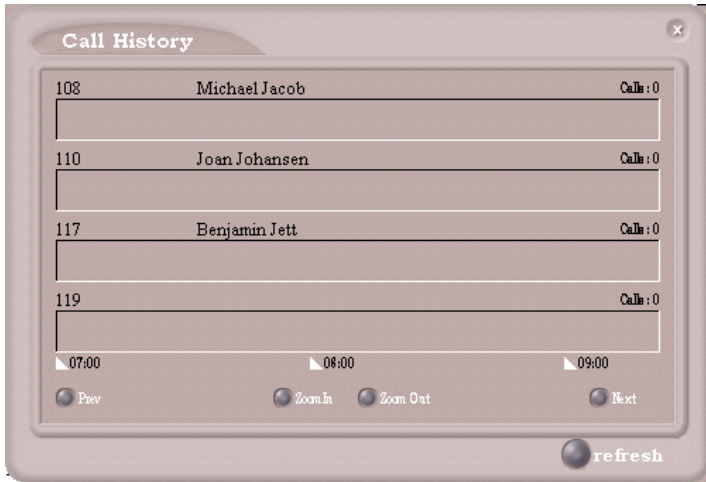 Call History
108 Michael Jacob Calls : 0
110 Joan Johansen Calls : 0
117 Benjamin Jett Calls : 0
119 Calls : 0
07:00 08:00 09:00
Prev Zoom In Zoom Out Next
refresh